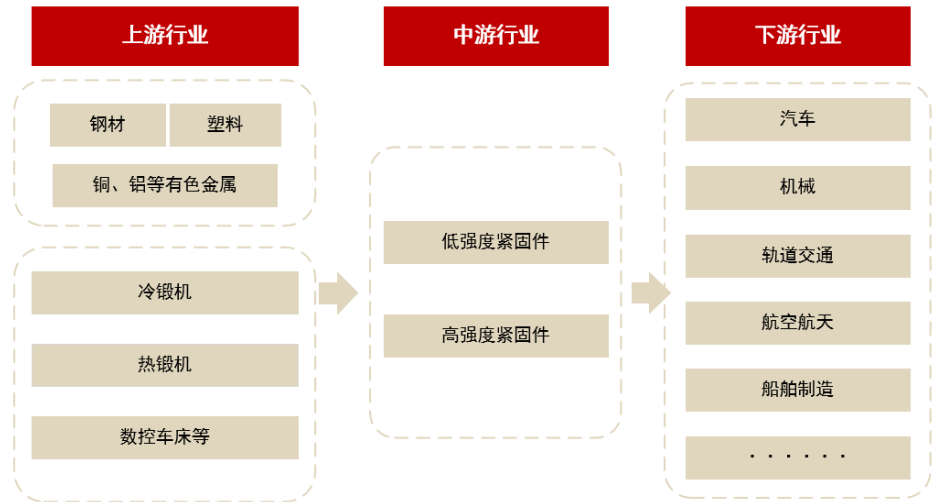 上游行业
中游行业
下游行业
钢材
塑料
铜、铝等有色金属
冷锻机
热锻机
数控车床等
低强度紧固件
高强度紧固件
汽车
机械
轨道交通
航空航天
船舶制造
······